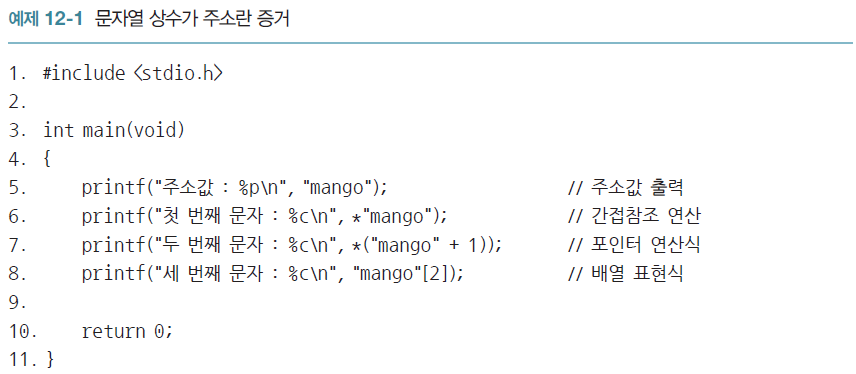 예제 12-1 문자열 상수가 주소란 증거
1. #include <stdio.h>
2.
3. int main(void)
4. {
5. printf("주소값 : %p\n", "mango"); // 주소값 출력
6. printf("첫 번째 문자 : %c\n", *"mango"); // 간접참조 연산
7. printf("두 번째 문자 : %c\n", *("mango" + 1)); // 포인터 연산식
8. printf("세 번째 문자 : %c\n", "mango"[2]); // 배열 표현식
9.
10. return 0;
11. }